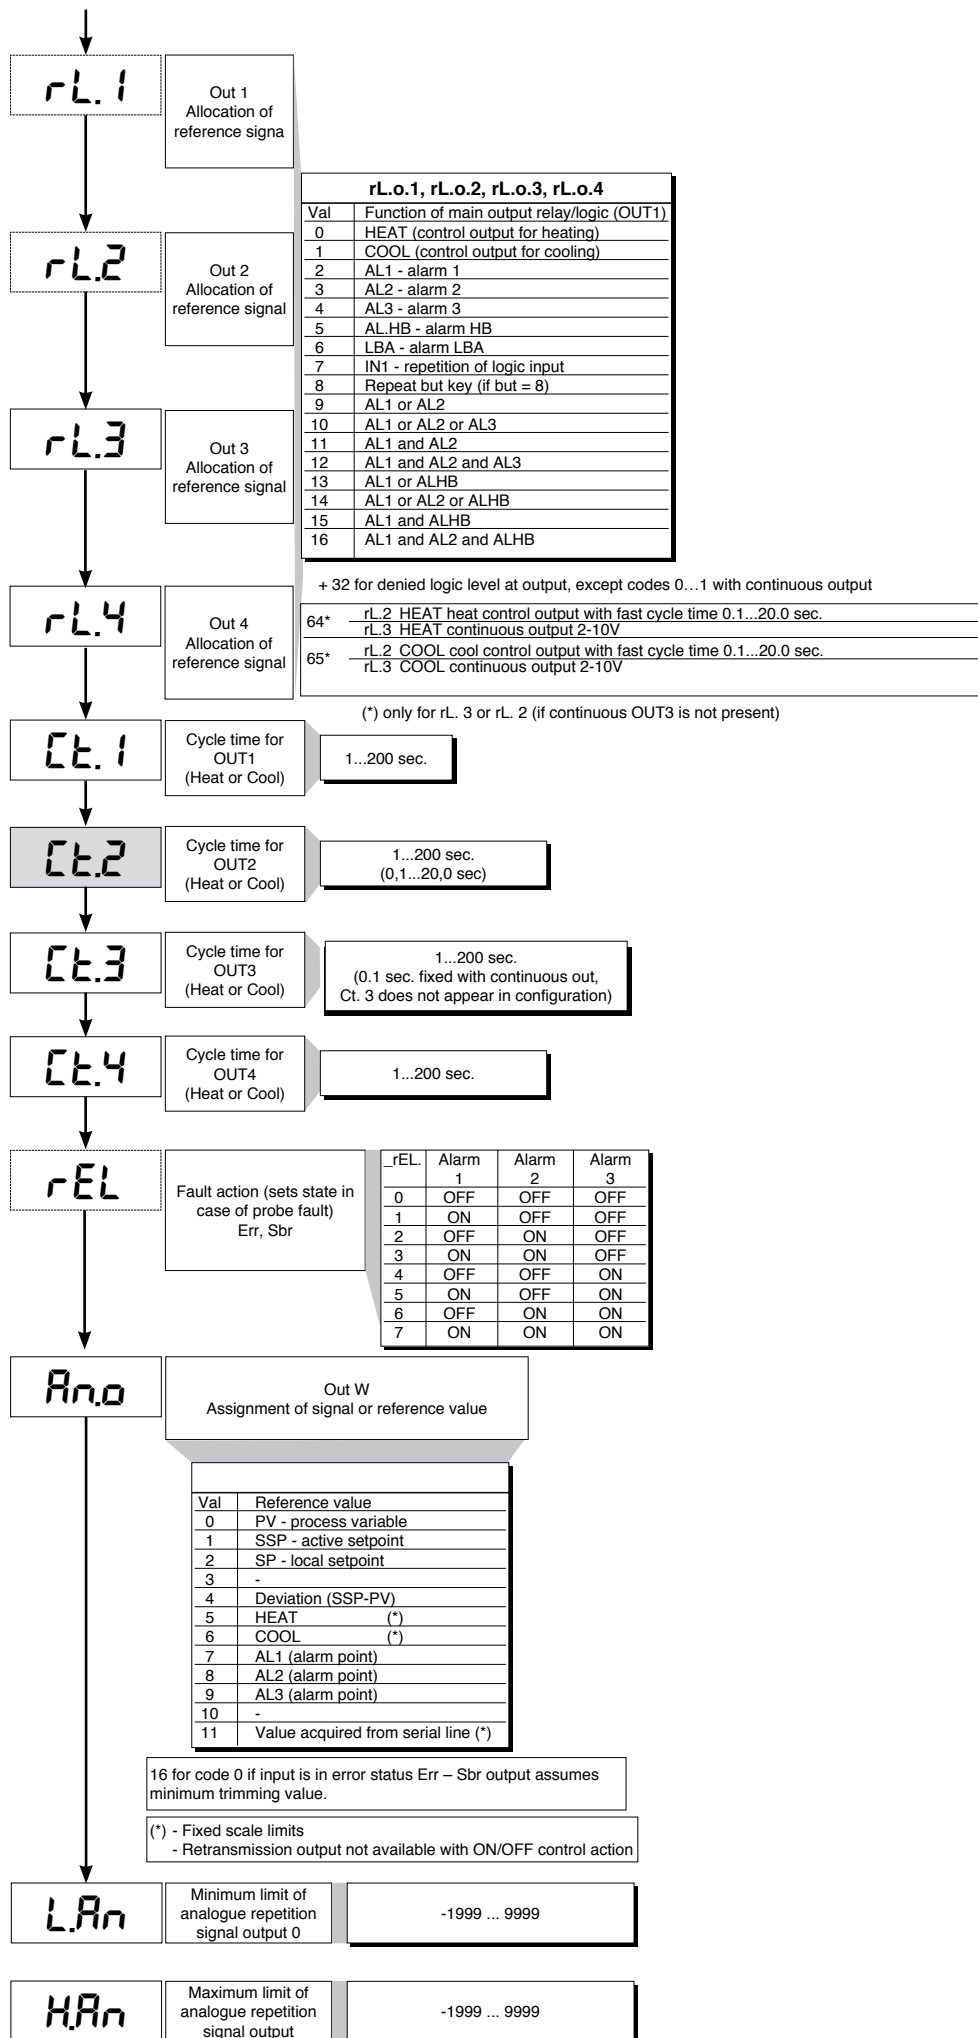 rL.1
Out 1
Allocation of
reference signa
rL.o.1, rL.o.2, rL.o.3, rL.o.4
Val Function of main output relay/logic (OUT1)
0 HEAT (control output for heating)
1 COOL (control output for cooling)
2 AL1 - alarm 1
3 AL2 - alarm 2
4 AL3 - alarm 3
5 AL.HB - alarm HB
6 LBA - alarm LBA
7 IN1 - repetition of logic input
8 Repeat but key (if but = 8)
9 AL1 or AL2
10 AL1 or AL2 or AL3
11 AL1 and AL2
12 AL1 and AL2 and AL3
13 AL1 or ALHB
14 AL1 or AL2 or ALHB
15 AL1 and ALHB
16 AL1 and AL2 and ALHB
rL.2
Out 2
Allocation of
reference signal
rL.3
Out 3
Allocation of
reference signal
+ 32 for denied logic level at output, except codes 0…1 with continuous output
rL.4
Out 4
Allocation of
reference signal
64* rL.2 HEAT heat control output with fast cycle time 0.1...20.0 sec.
rL.3 HEAT continuous output 2-10V
65* rL.2 COOL cool control output with fast cycle time 0.1...20.0 sec.
rL.3 COOL continuous output 2-10V
(*) only for rL. 3 or rL. 2 (if continuous OUT3 is not present)
Ct.1
Cycle time for
OUT1
(Heat or Cool)
1...200 sec.
Ct.2
Cycle time for
OUT2
(Heat or Cool)
1...200 sec.
(0,1...20,0 sec)
Ct.3
Cycle time for
OUT3
(Heat or Cool)
1...200 sec.
(0.1 sec. fixed with continuous out,
Ct. 3 does not appear in configuration)
Ct.4
Cycle time for
OUT4
(Heat or Cool)
1...200 sec.
rEL
Fault action (sets state in
case of probe fault)
Err, Sbr
_rEL. Alarm 1 Alarm 2 Alarm 3
0 OFF OFF OFF
1 ON OFF OFF
2 OFF ON OFF
3 ON ON OFF
4 OFF OFF ON
5 ON OFF ON
6 OFF ON ON
7 ON ON ON
An.o
Out W
Assignment of signal or reference value
Val Reference value
0 PV - process variable
1 SSP - active setpoint
2 SP - local setpoint
3 -
4 Deviation (SSP-PV)
5 HEAT (*)
6 COOL (*)
7 AL1 (alarm point)
8 AL2 (alarm point)
9 AL3 (alarm point)
10 -
11 Value acquired from serial line (*)
16 for code 0 if input is in error status Err – Sbr output assumes
minimum trimming value.
(*) - Fixed scale limits
- Retransmission output not available with ON/OFF control action
L.An
Minimum limit of
analogue repetition
signal output 0
-1999 ... 9999
H.An
Maximum limit of
analogue repetition
signal output
-1999 ... 9999